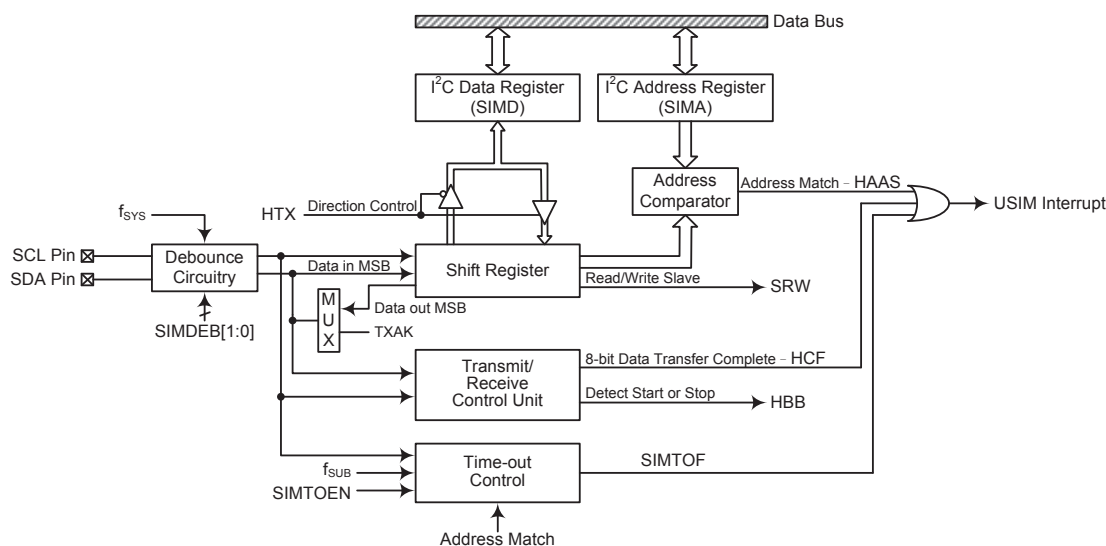 Data Bus
I²C Data Register
(SIMD)
I²C Address Register
(SIMA)
Address
Comparator
Address Match – HAAS
USIM Interrupt
HTX
Direction Control
fSYS
SCL Pin
SDA Pin
Debounce
Circuitry
SIMDEB[1:0]
Data in MSB
Shift Register
Read/Write Slave
SRW
M
U
X
Data out MSB
TXAK
Transmit/
Receive
Control Unit
8-bit Data Transfer Complete – HCF
Detect Start or Stop
HBB
Time-out
Control
SIMTOF
fSUB
SIMTOEN
Address Match